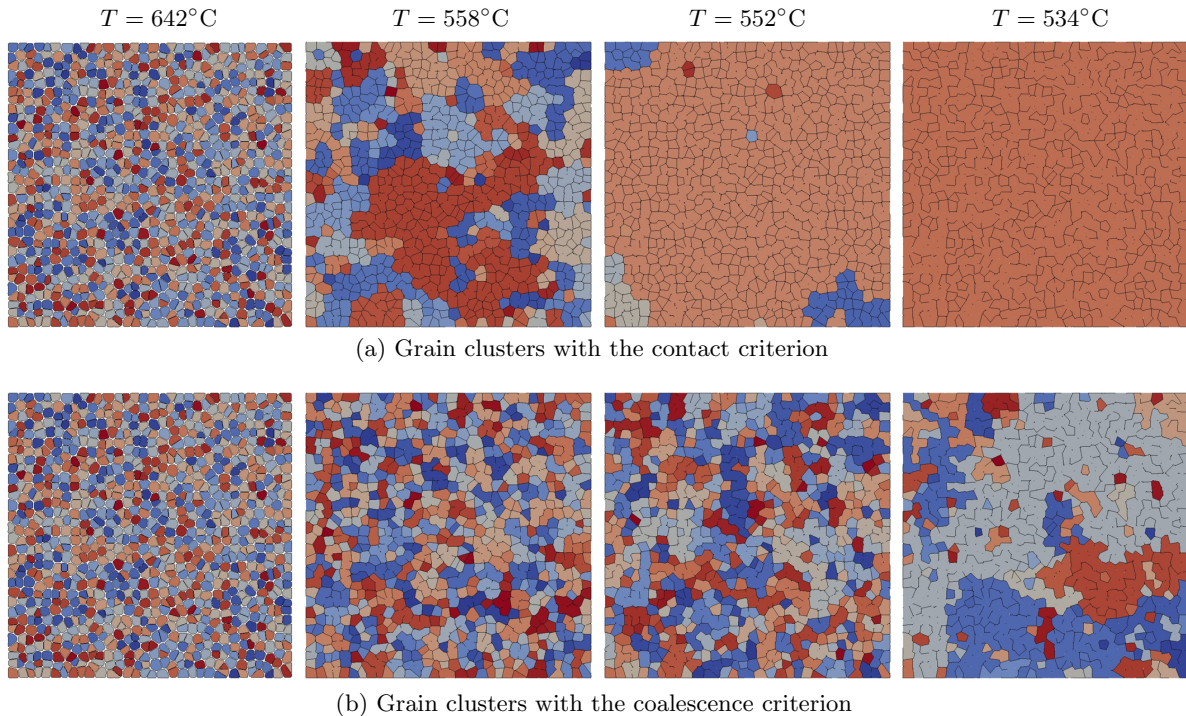 T = 642°C T = 558°C T = 552°C T = 534°C
(a) Grain clusters with the contact criterion
(b) Grain clusters with the coalescence criterion